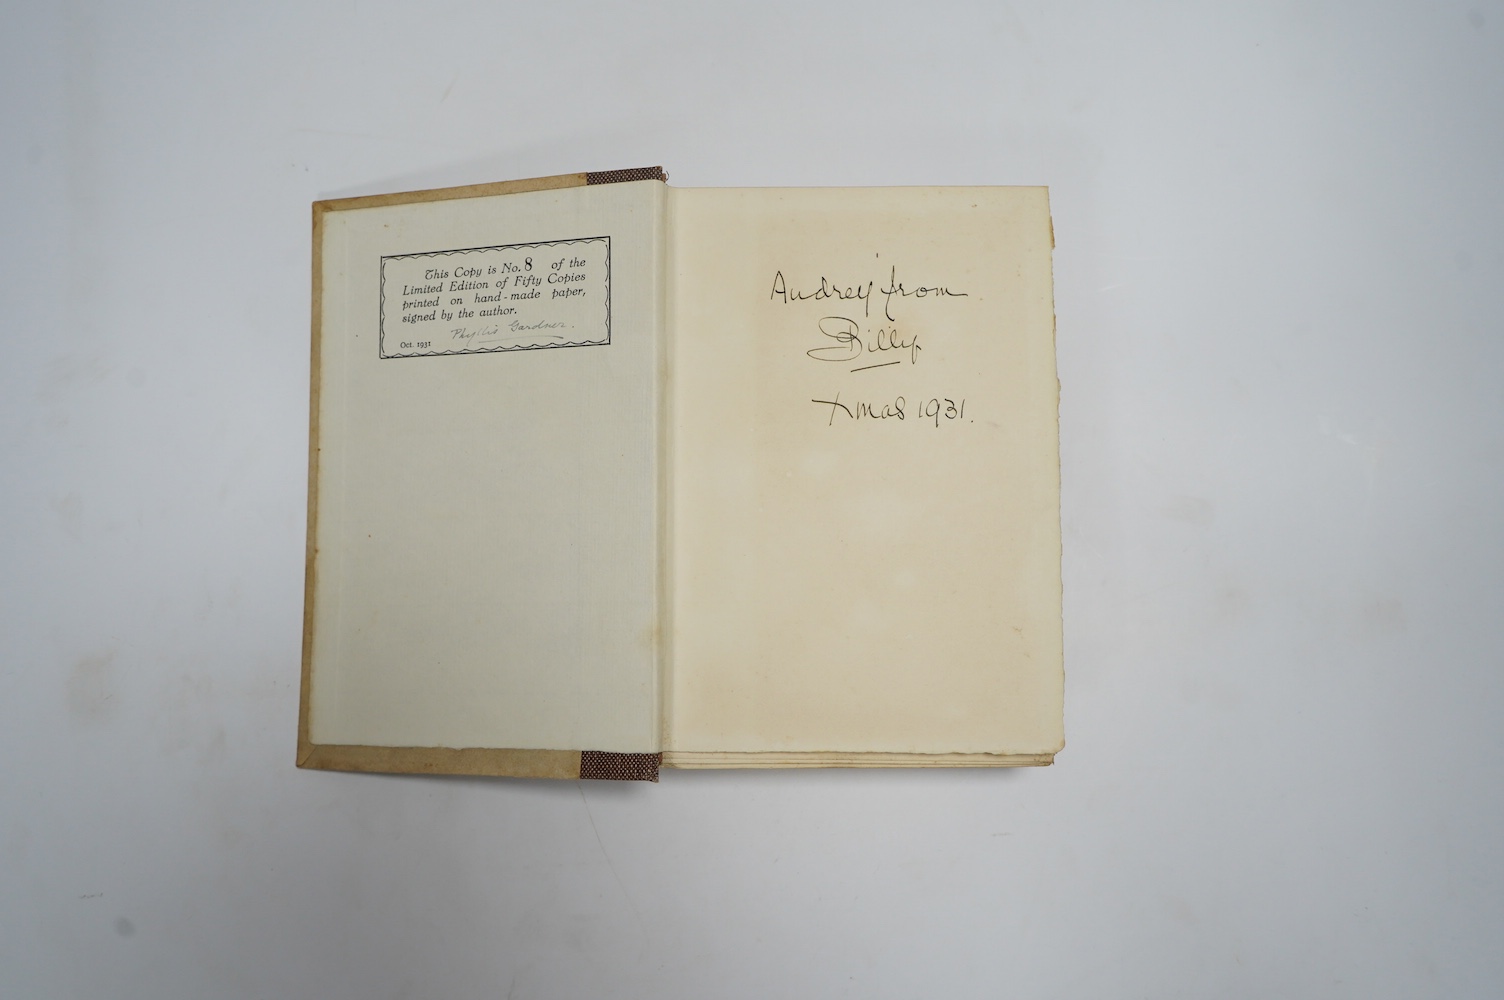 This Copy is No. 8 of the
Limited Edition of Fifty Copies
printed on hand-made paper,
signed by the author.
Phyllis Gardner.
Oct. 1931
Audrey from
Billy
Xmas 1931.